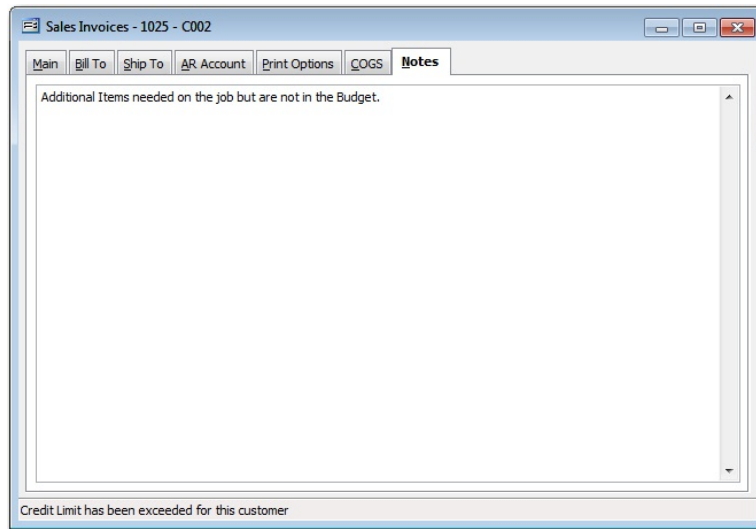 Sales Invoices - 1025 - C002
Main Bill To Ship To AR Account Print Options COGS Notes
Additional Items needed on the job but are not in the Budget.
Credit Limit has been exceeded for this customer